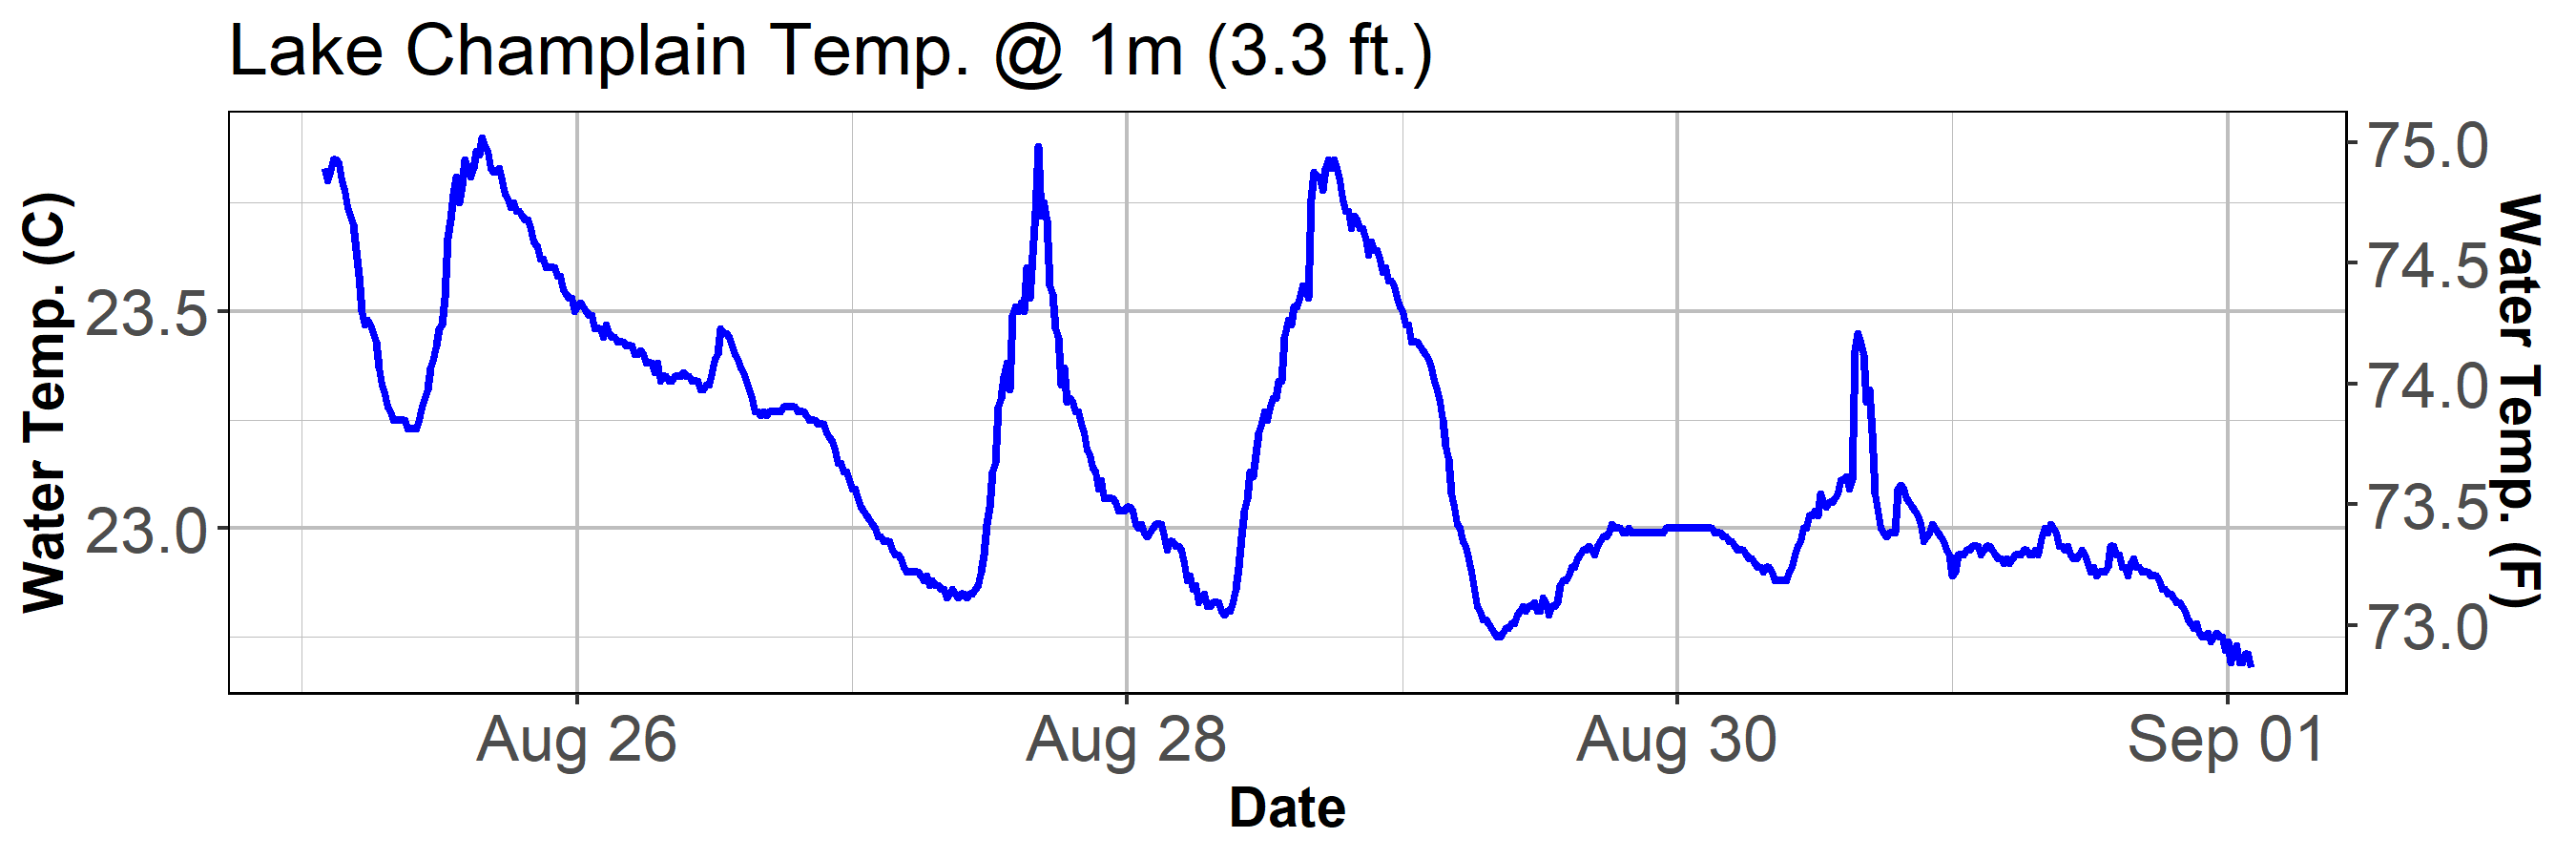 Lake Champlain Temp. @ 1m (3.3 ft.)
Water Temp. (C)
23.5
23.0
75.0
74.5
74.0
73.5
73.0
Water Temp. (F)
Aug 26
Aug 28
Aug 30
Sep 01
Date